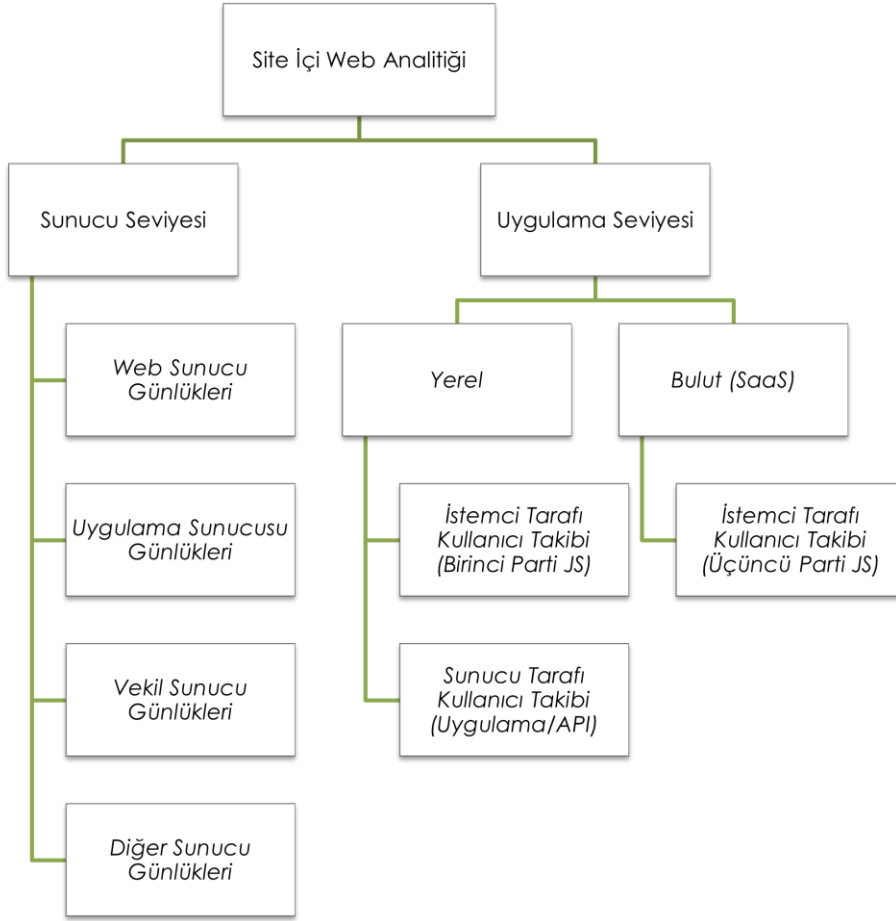 Site İçi Web Analitiği
Sunucu Seviyesi
Uygulama Seviyesi
Web Sunucu
Günlükleri
Uygulama Sunucusu
Günlükleri
Vekil Sunucu
Günlükleri
Diğer Sunucu
Günlükleri
Yerel
İstemci Tarafı
Kullanıcı Takibi
(Birinci Parti JS)
Sunucu Tarafı
Kullanıcı Takibi
(Uygulama/API)
Bulut (SaaS)
İstemci Tarafı
Kullanıcı Takibi
(Üçüncü Parti JS)